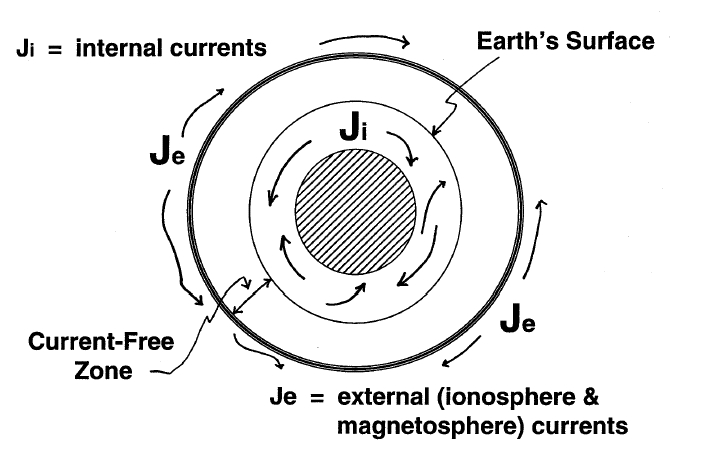 Ji = internal currents
Earth's Surface
Ji
Je
Current-Free
Zone
Je
Je = external (ionosphere &
magnetosphere) currents